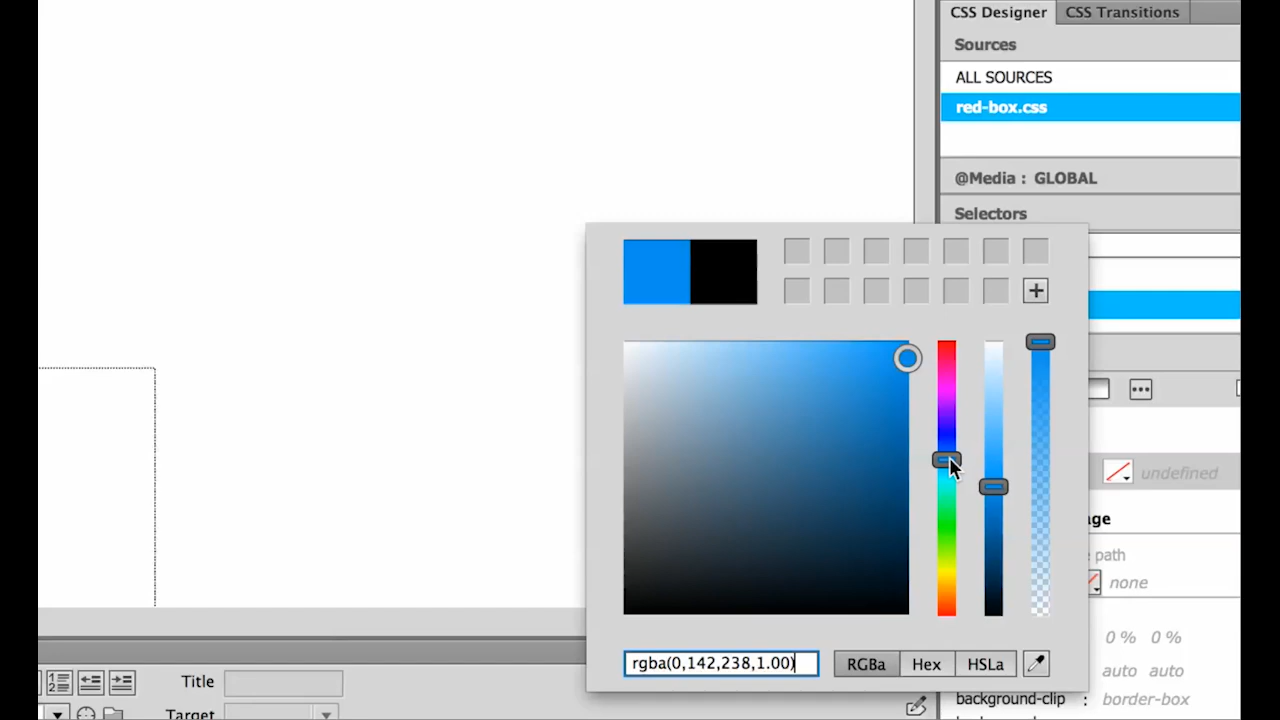 CSS Designer CSS Transitions
Sources
ALL SOURCES
red-box.css
@Media : GLOBAL
Selectors
+
undefined
path
none
0 % 0 %
rgba(0,142,238,1.00) RGBa Hex HSLa
auto auto
Title
background-clip : border-box
Target